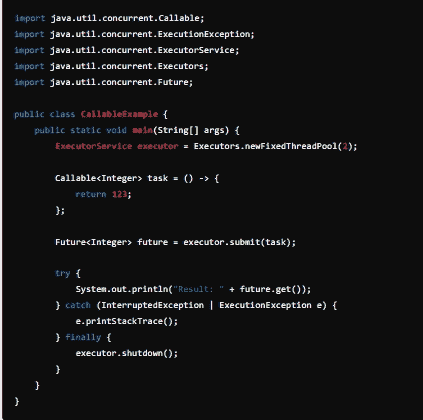 import java.util.concurrent.Callable;
import java.util.concurrent.ExecutionException;
import java.util.concurrent.ExecutorService;
import java.util.concurrent.Executors;
import java.util.concurrent.Future;

public class CallableExample {
    public static void main(String[] args) {
        ExecutorService executor = Executors.newFixedThreadPool(2);

        Callable<Integer> task = () -> {
            return 123;
        };

        Future<Integer> future = executor.submit(task);

        try {
            System.out.println("Result: " + future.get());
        } catch (InterruptedException | ExecutionException e) {
            e.printStackTrace();
        } finally {
            executor.shutdown();
        }
    }
}